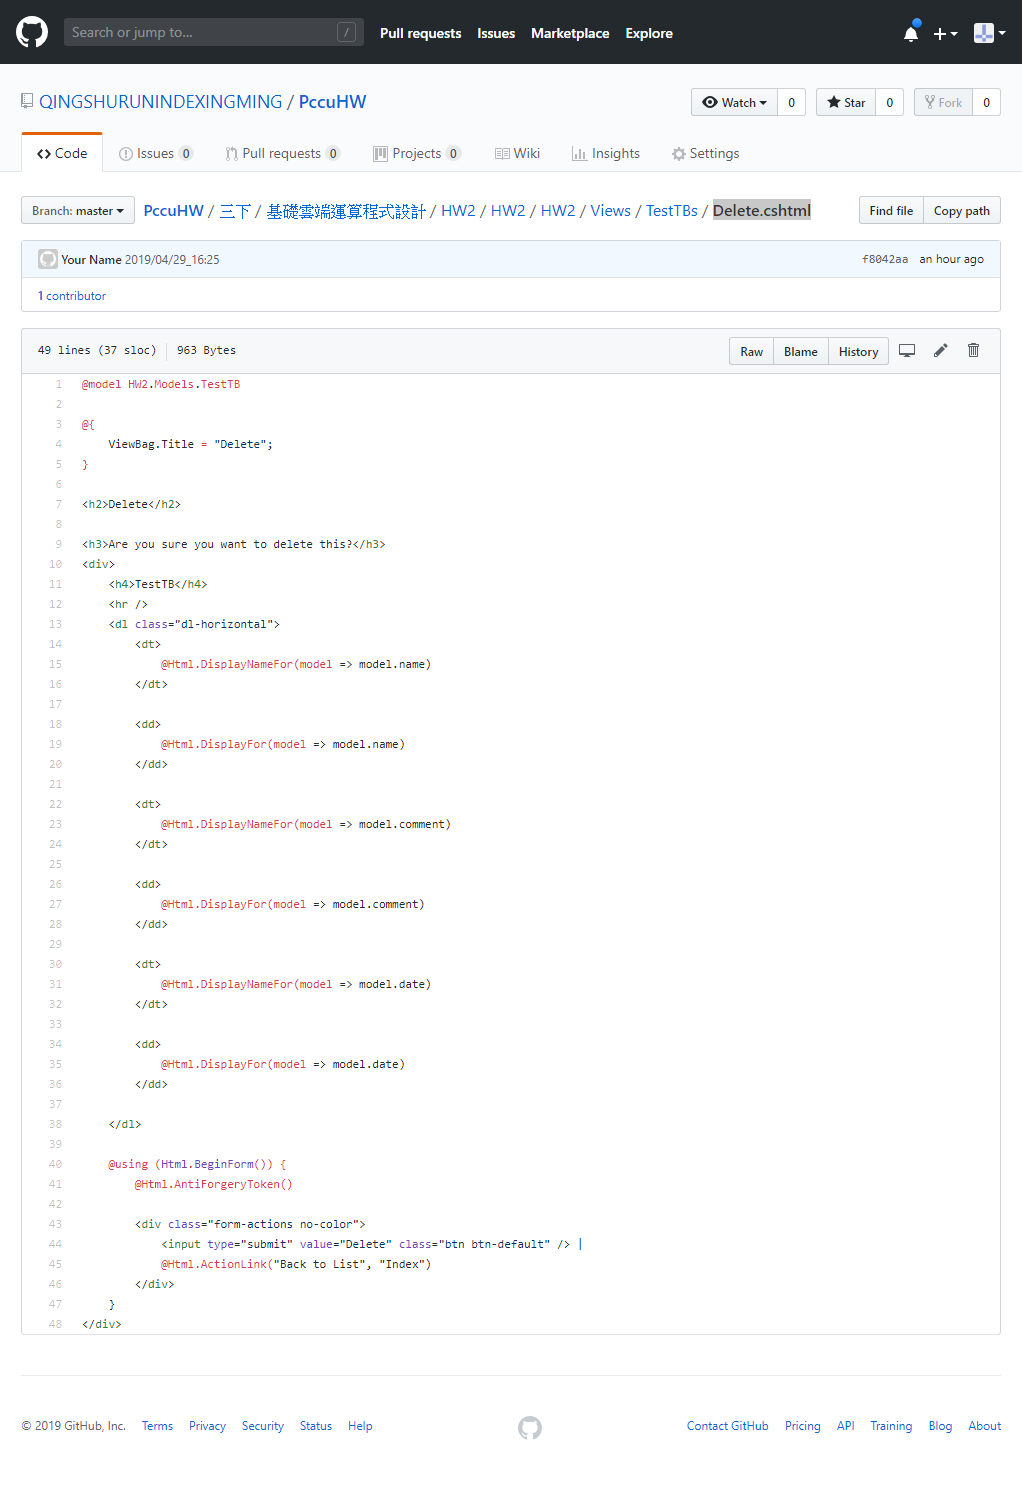 Search or jump to... / Pull requests Issues Marketplace Explore
QINGSHURUNINDEXINGMING / PccuHW Watch 0 Star 0 Fork 0
Code Issues 0 Pull requests 0 Projects 0 Wiki Insights Settings
Branch: master PccuHW / 三下 / 基礎雲端運算程式設計 / HW2 / HW2 / HW2 / Views / TestTBs / Delete.cshtml Find file Copy path
Your Name 2019/04/29_16:25 f8042aa an hour ago
1 contributor
49 lines (37 sloc) 963 Bytes Raw Blame History
1 @model HW2.Models.TestTB
2
3 @{
4 ViewBag.Title = "Delete";
5 }
6
7 <h2>Delete</h2>
8
9 <h3>Are you sure you want to delete this?</h3>
10 <div>
11 <h4>TestTB</h4>
12 <hr />
13 <dl class="dl-horizontal">
14 <dt>
15 @Html.DisplayNameFor(model => model.name)
16 </dt>
17
18 <dd>
19 @Html.DisplayFor(model => model.name)
20 </dd>
21
22 <dt>
23 @Html.DisplayNameFor(model => model.comment)
24 </dt>
25
26 <dd>
27 @Html.DisplayFor(model => model.comment)
28 </dd>
29
30 <dt>
31 @Html.DisplayNameFor(model => model.date)
32 </dt>
33
34 <dd>
35 @Html.DisplayFor(model => model.date)
36 </dd>
37
38 </dl>
39
40 @using (Html.BeginForm()) {
41 @Html.AntiForgeryToken()
42
43 <div class="form-actions no-color">
44 <input type="submit" value="Delete" class="btn btn-default" /> |
45 @Html.ActionLink("Back to List", "Index")
46 </div>
47 }
48 </div>
© 2019 GitHub, Inc. Terms Privacy Security Status Help Contact GitHub Pricing API Training Blog About